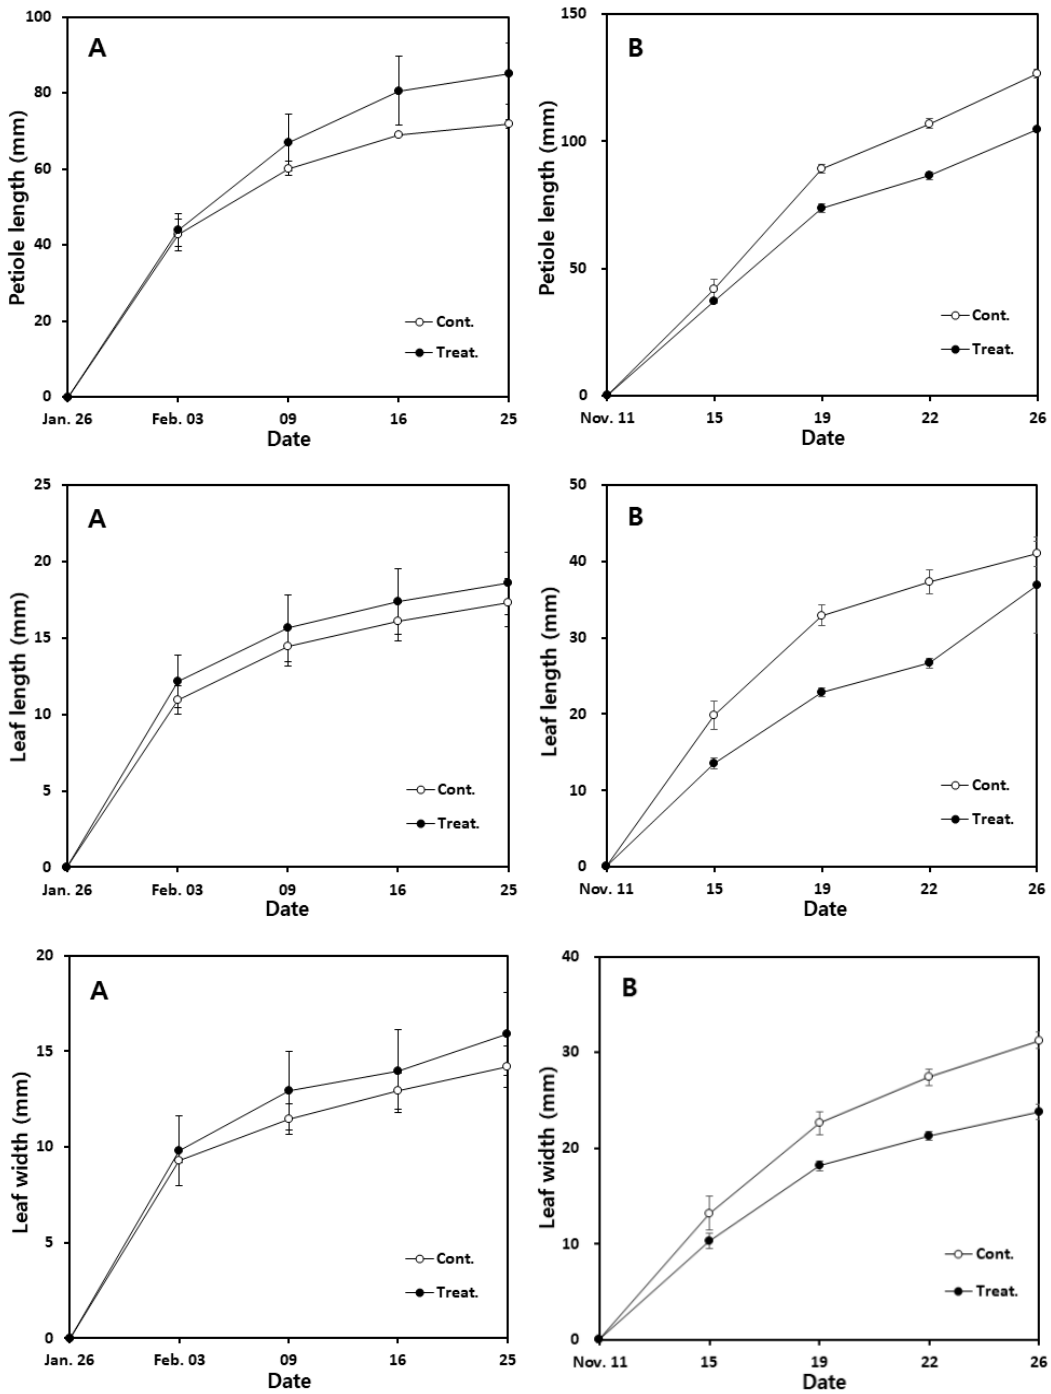 A
Petiole length (mm)
100
80
60
40
20
0
Cont.
Treat.
Jan. 26
Feb. 03
09
16
25
Date
B
Petiole length (mm)
150
100
50
0
Cont.
Treat.
Nov. 11
15
19
22
26
Date
A
Leaf length (mm)
25
20
15
10
5
0
Cont.
Treat.
Jan. 26
Feb. 03
09
16
25
Date
B
Leaf length (mm)
50
40
30
20
10
0
Cont.
Treat.
Nov. 11
15
19
22
26
Date
A
Leaf width (mm)
20
15
10
5
0
Cont.
Treat.
Jan. 26
Feb. 03
09
16
25
Date
B
Leaf width (mm)
40
30
20
10
0
Cont.
Treat.
Nov. 11
15
19
22
26
Date